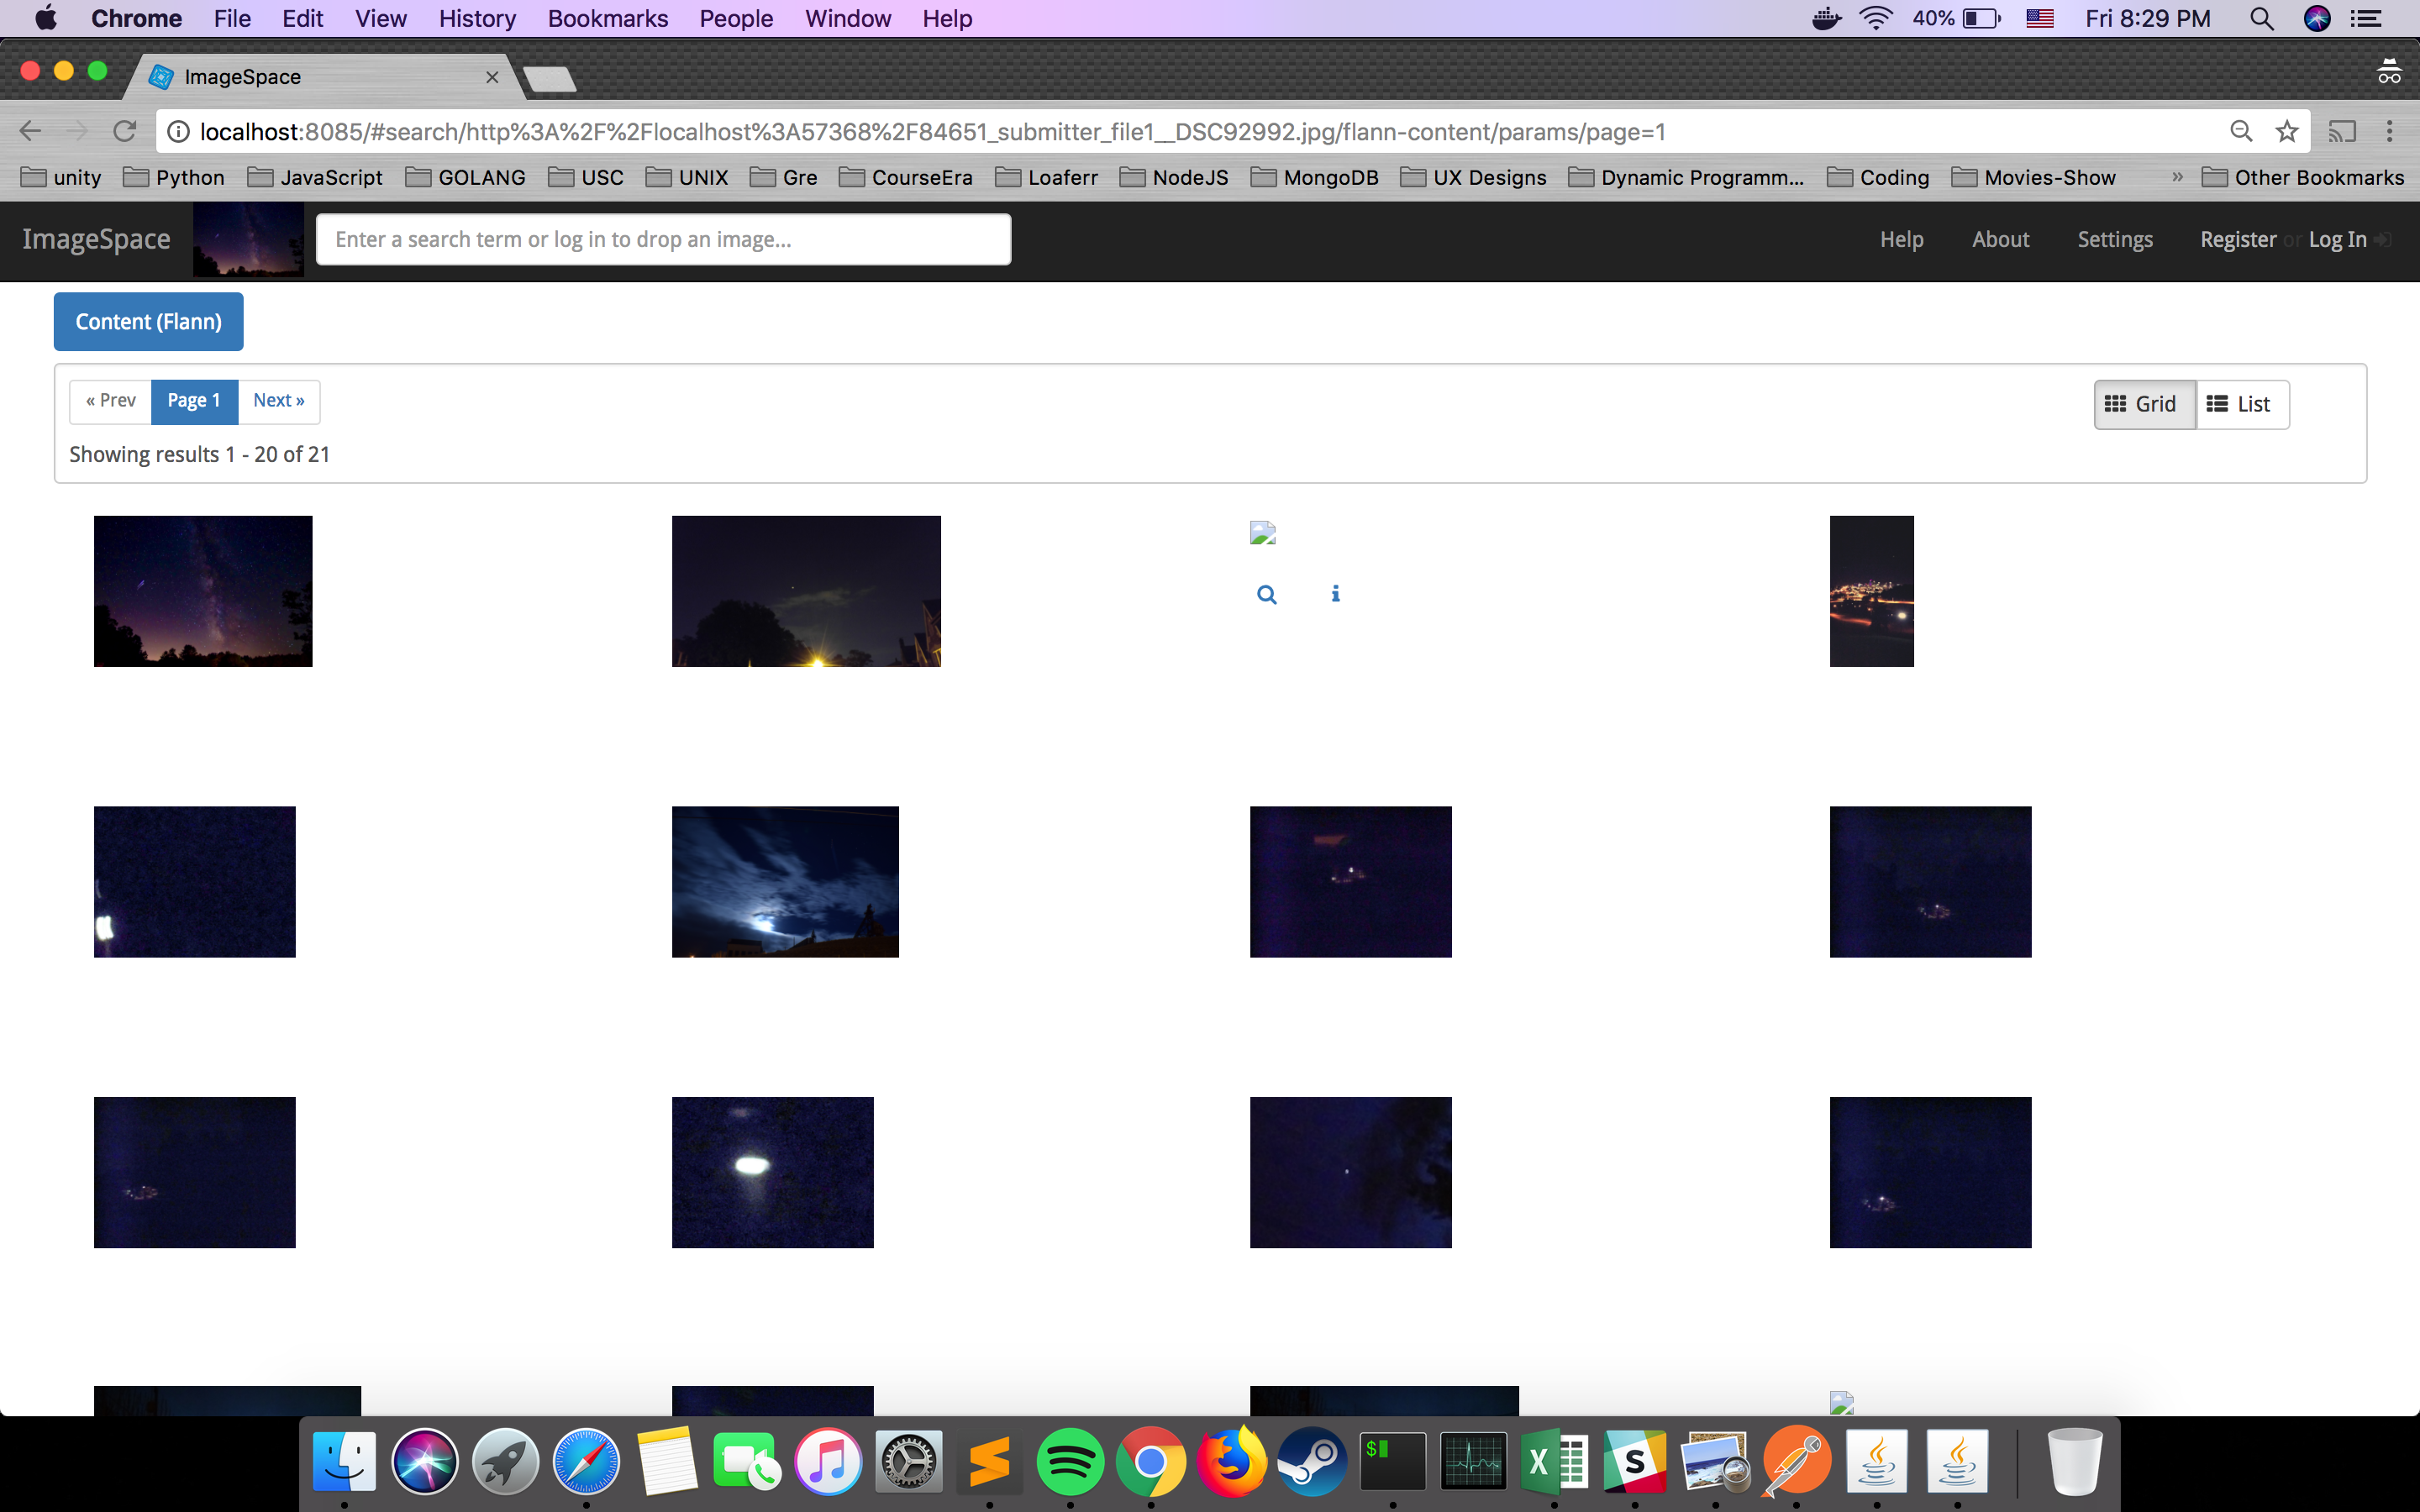 Chrome File Edit View History Bookmarks People Window Help 40% Fri 8:29 PM
ImageSpace
localhost:8085/#search/http%3A%2F%2Flocalhost%3A57368%2F84651_submitter_file1__DSC92992.jpg/flann-content/params/page=1
unity Python JavaScript GOLANG USC UNIX Gre CourseEra Loaferr NodeJS MongoDB UX Designs Dynamic Programm... Coding Movies-Show » Other Bookmarks
ImageSpace Enter a search term or log in to drop an image... Help About Settings Register or Log In
Content (Flann)
« Prev Page 1 Next » Grid List
Showing results 1 - 20 of 21